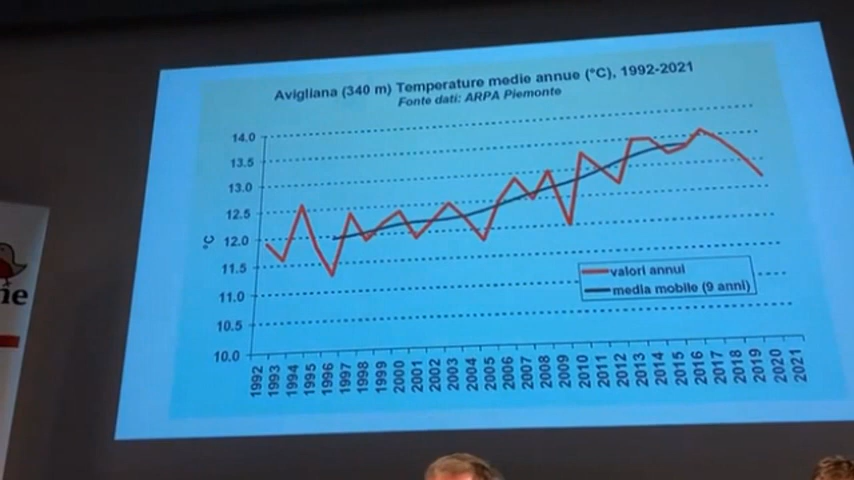 Avigliana (340 m) Temperature medie annue (°C), 1992-2021
Fonte dati: ARPA Piemonte
14.0
13.5
13.0
12.5
12.0
11.5
11.0
10.5
10.0
°C
valori annui
media mobile (9 anni)
1992 1993 1994 1995 1996 1997 1998 1999 2000 2001 2002 2003 2004 2005 2006 2007 2008 2009 2010 2011 2012 2013 2014 2015 2016 2017 2018 2019 2020 2021